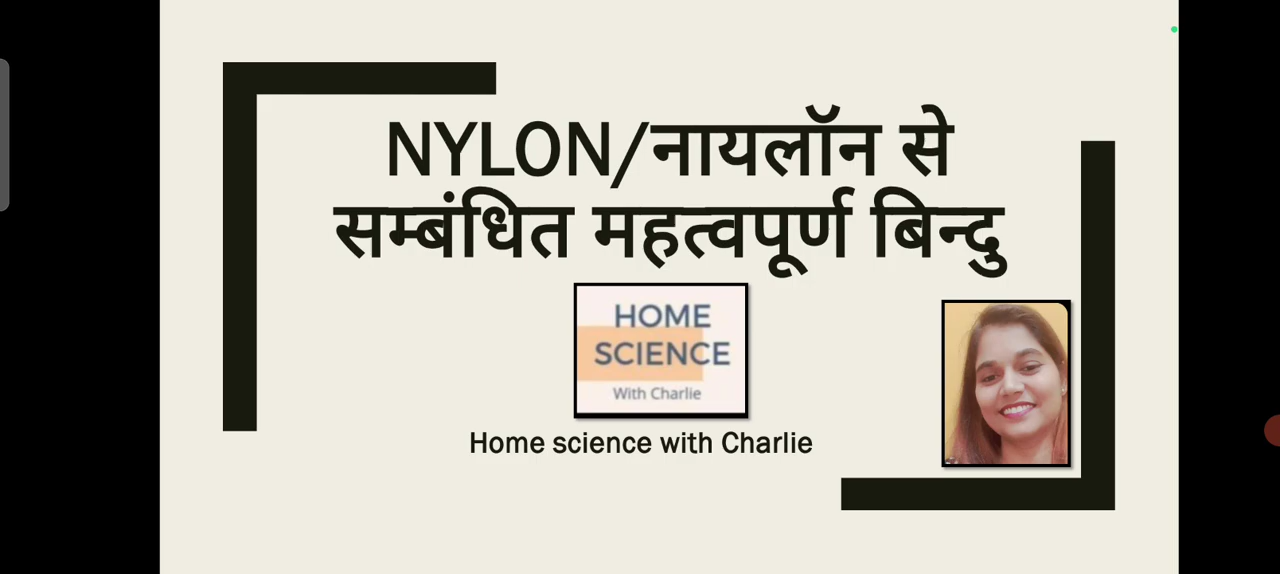 NYLON/नायलॉन से
सम्बंधित महत्वपूर्ण बिन्दु
HOME
SCIENCE
With Charlie
Home science with Charlie